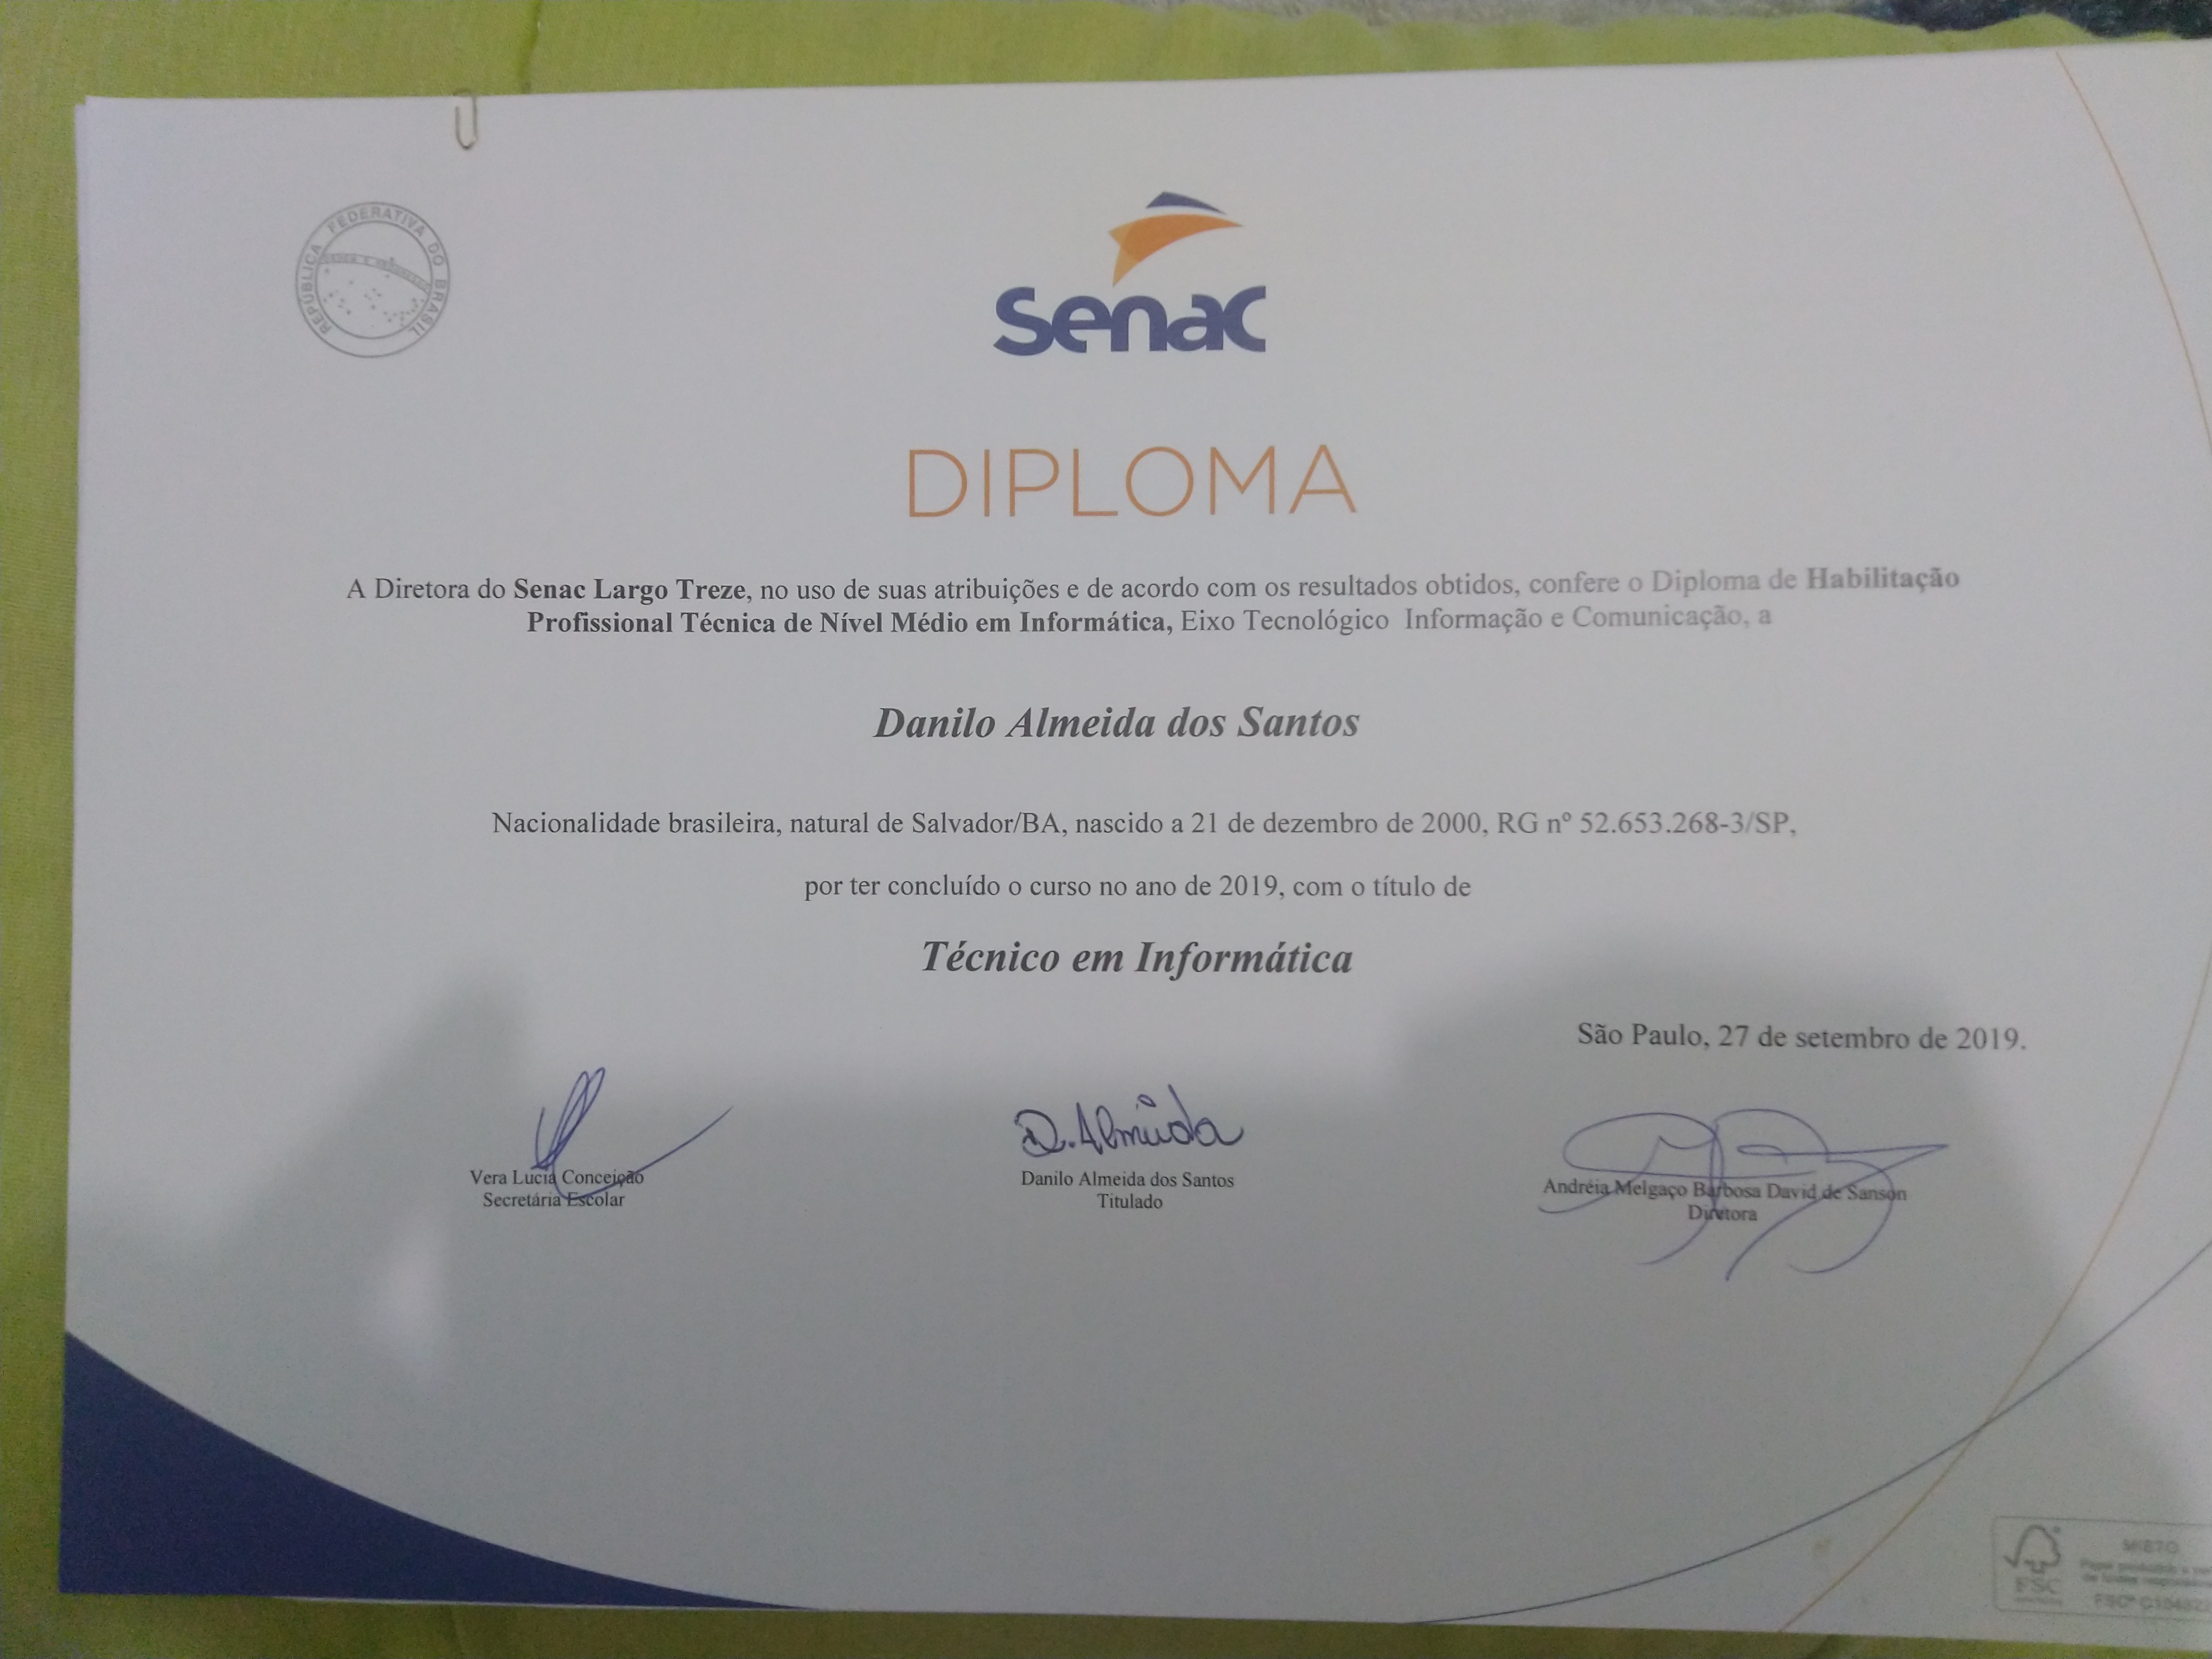 REPÚBLICA FEDERATIVA DO BRASIL
senac
DIPLOMA
A Diretora do Senac Largo Treze, no uso de suas atribuições e de acordo com os resultados obtidos, confere o Diploma de Habilitação
Profissional Técnica de Nível Médio em Informática, Eixo Tecnológico Informação e Comunicação, a
Danilo Almeida dos Santos
Nacionalidade brasileira, natural de Salvador/BA, nascido a 21 de dezembro de 2000, RG nº 52.653.268-3/SP,
por ter concluído o curso no ano de 2019, com o título de
Técnico em Informática
São Paulo, 27 de setembro de 2019.
D. Almeida
Vera Lucia Conceição
Secretária Escolar
Danilo Almeida dos Santos
Titulado
Andréia Melgaço Barbosa David de Sanson
Diretora
MISTO
FSC